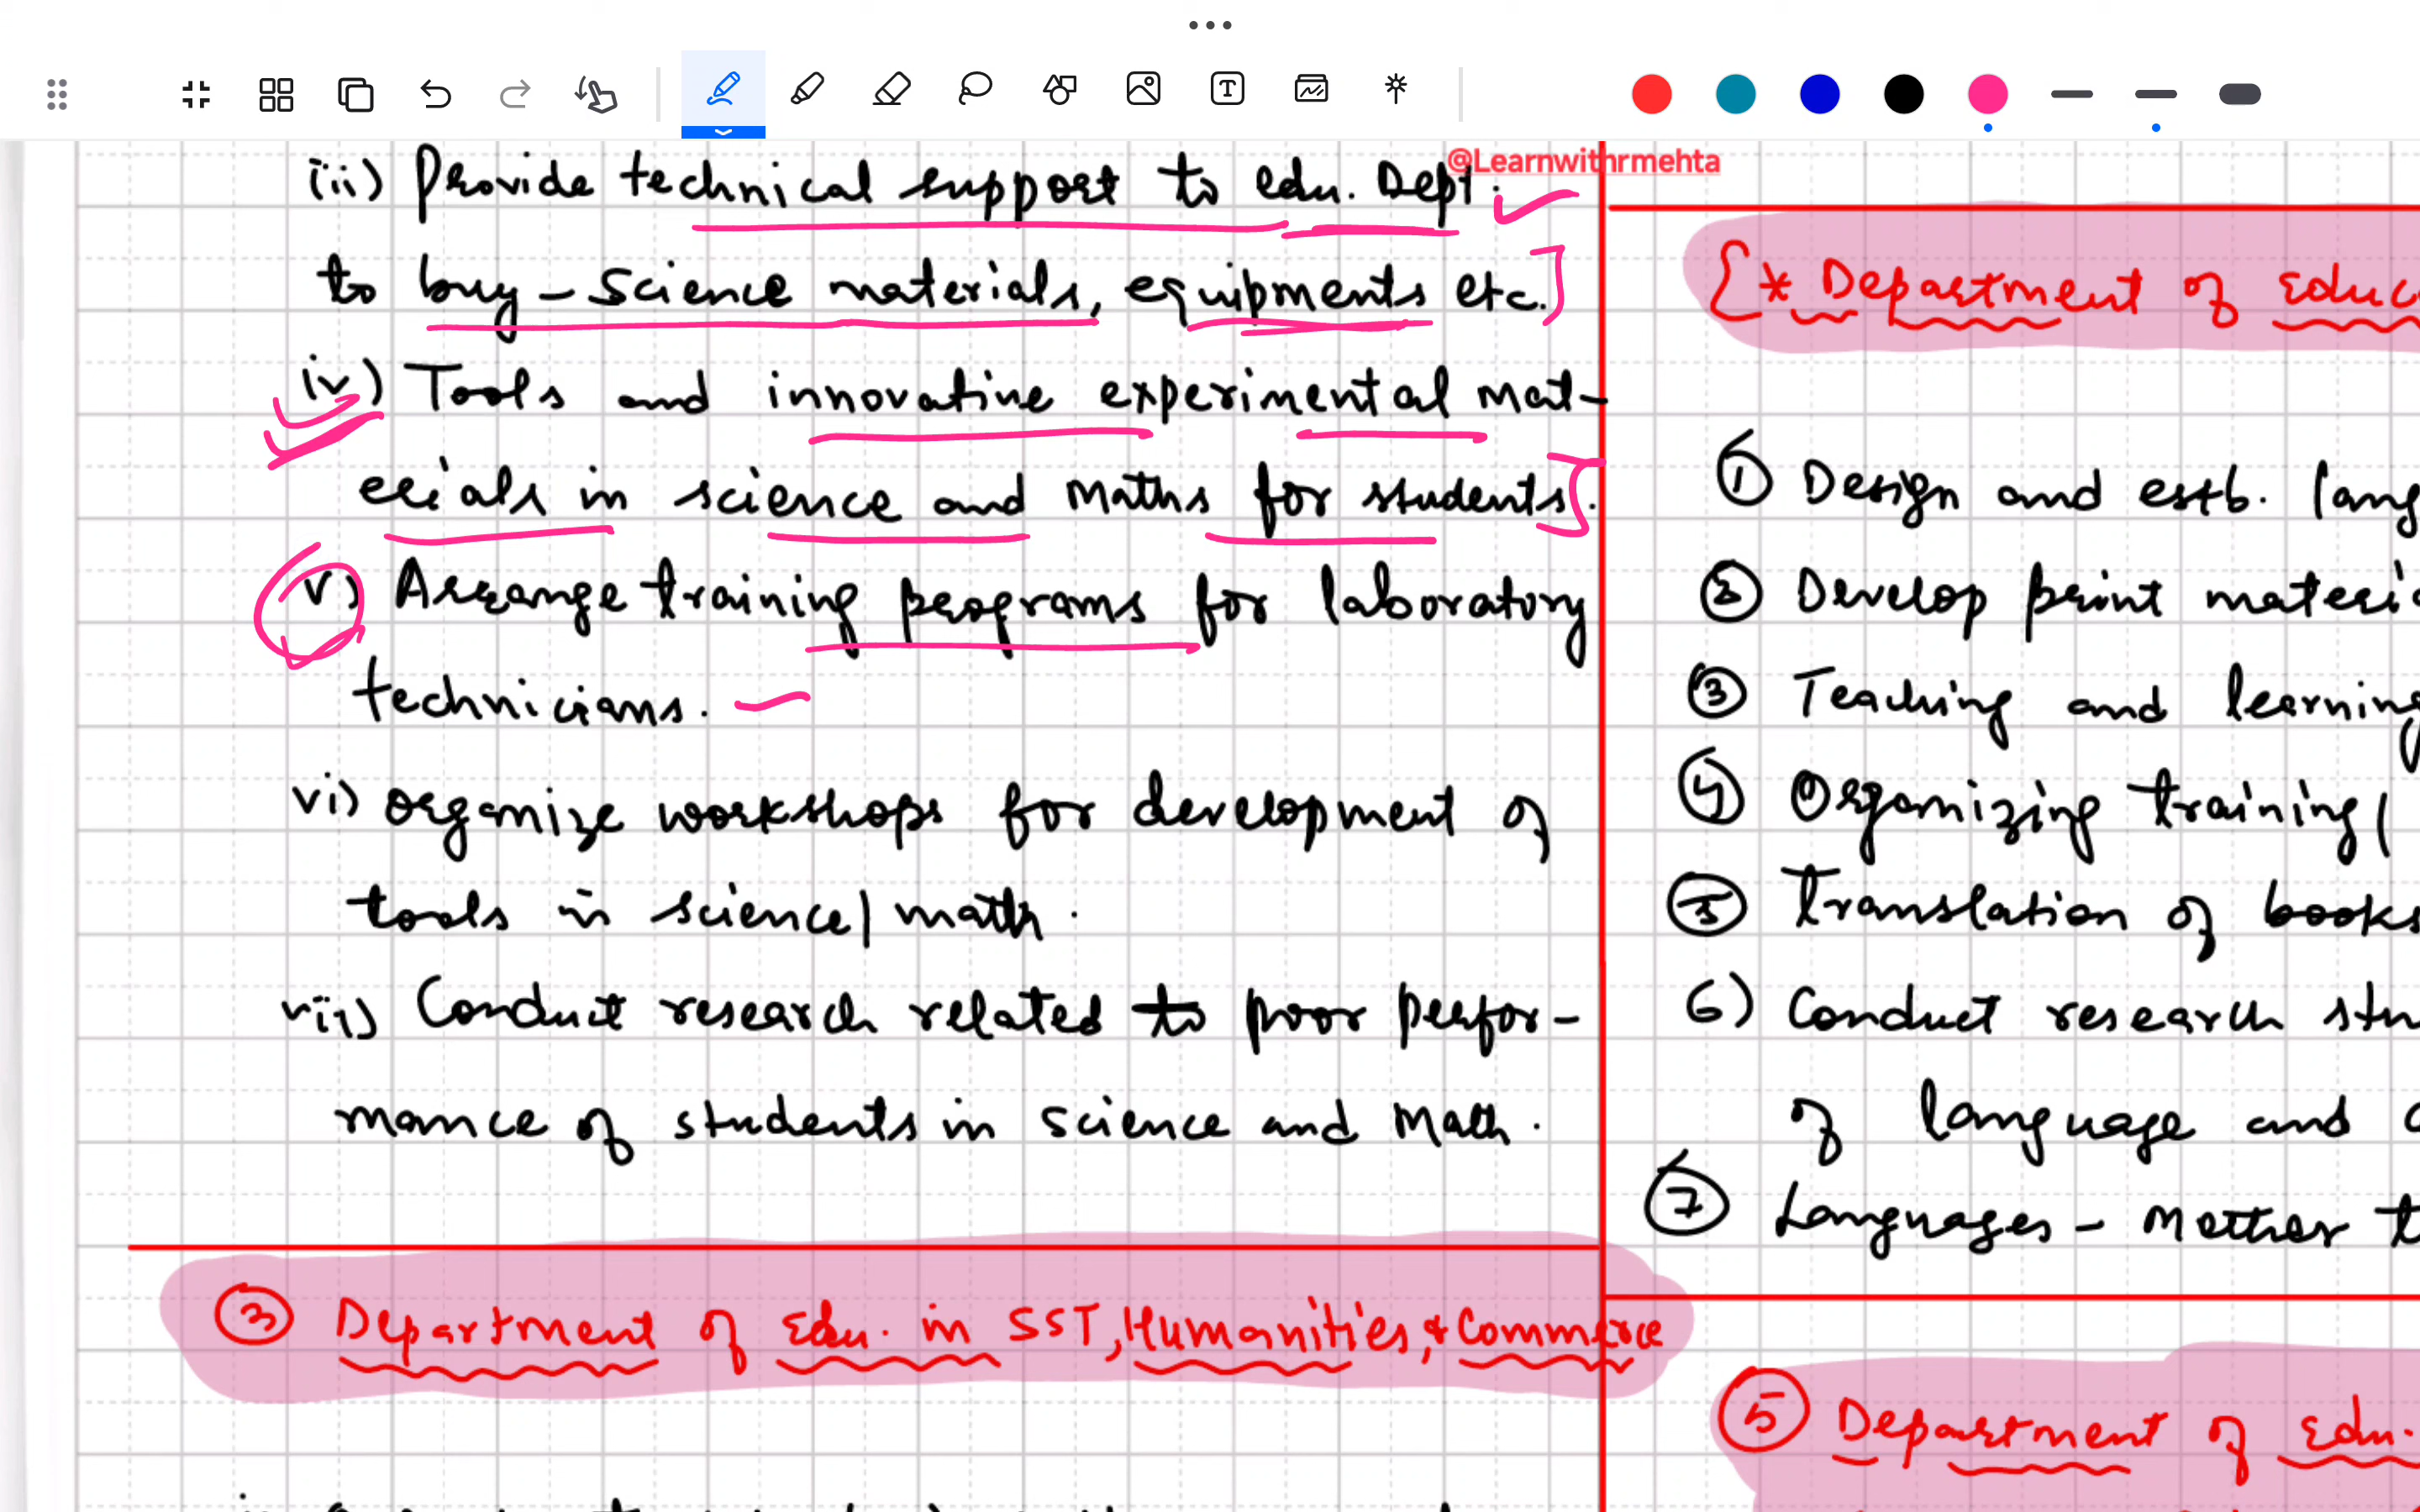 @Learnwithrmehta
iii) Provide technical support to edu. Dept.
to buy - science materials, equipments etc.
iv) Tools and innovative experimental mat-
erials in science and Maths for students.
v) Arrange training programs for laboratory
technicians.
vi) organize workshops for development of
tools in science/math.
vii) Conduct research related to poor perfor-
mance of students in science and Math.
③ Department of Edu. in SST, Humanities, & Commerce
{* Department of Educ
① Design and estb. lang
② Develop print materi
③ Teaching and learning
④ Organizing training/
⑤ Translation of books
6) Conduct research stu
of language and
⑦ Languages - Mother t
⑤ Department of Edu.